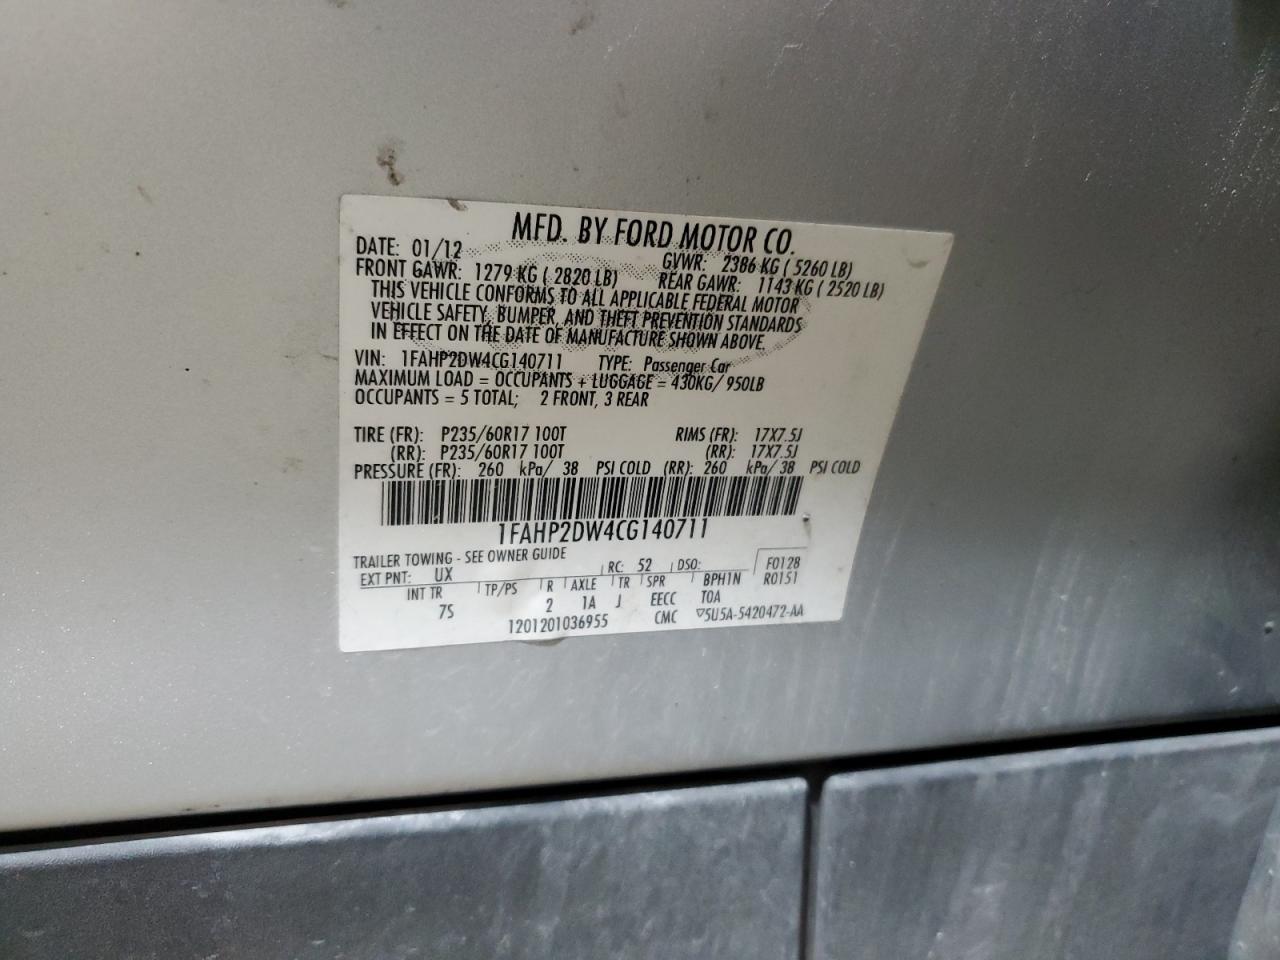 MFD. BY FORD MOTOR CO.
DATE: 01/12 GVWR: 2386 KG ( 5260 LB)
FRONT GAWR: 1279 KG ( 2820 LB) REAR GAWR: 1143 KG ( 2520 LB)
THIS VEHICLE CONFORMS TO ALL APPLICABLE FEDERAL MOTOR
VEHICLE SAFETY, BUMPER, AND THEFT PREVENTION STANDARDS
IN EFFECT ON THE DATE OF MANUFACTURE SHOWN ABOVE.
VIN: 1FAHP2DW4CG140711 TYPE: Passenger Car
MAXIMUM LOAD = OCCUPANTS + LUGGAGE = 430KG/ 950LB
OCCUPANTS = 5 TOTAL; 2 FRONT, 3 REAR
TIRE (FR): P235/60R17 100T RIMS (FR): 17X7.5J
(RR): P235/60R17 100T (RR): 17X7.5J
PRESSURE (FR): 260 kPa/ 38 PSI COLD (RR): 260 kPa/ 38 PSI COLD
1FAHP2DW4CG140711
TRAILER TOWING - SEE OWNER GUIDE
EXT PNT: UX RC: 52 DSO: F0128
R0151
INT TR TP/PS R AXLE TR SPR BPH1N
7S 2 1A J EECC TOA
1201201036955 CMC ▽5U5A-5420472-AA